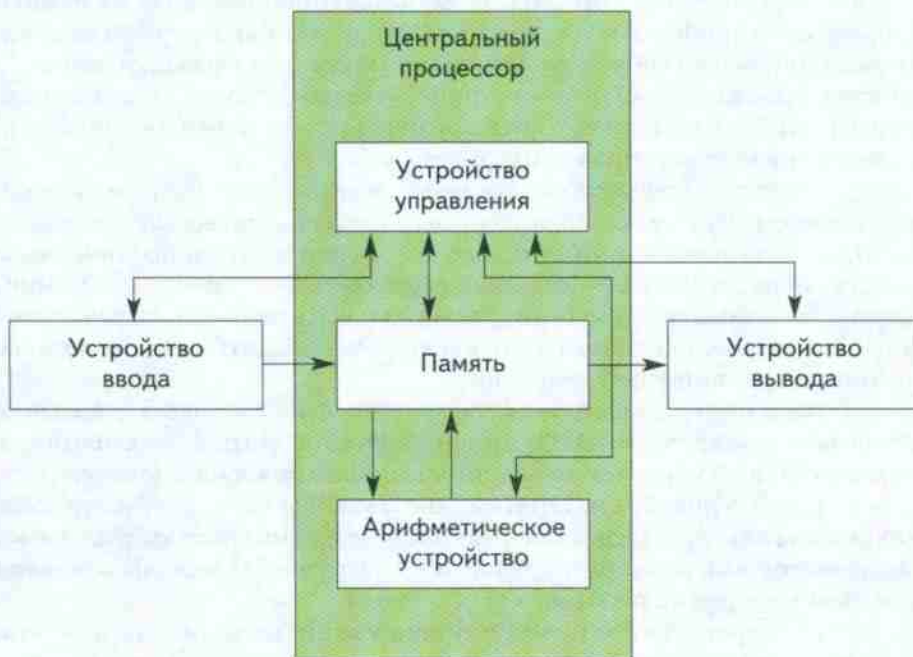 Центральный
процессор
Устройство
управления
Устройство
ввода
Память
Устройство
вывода
Арифметическое
устройство